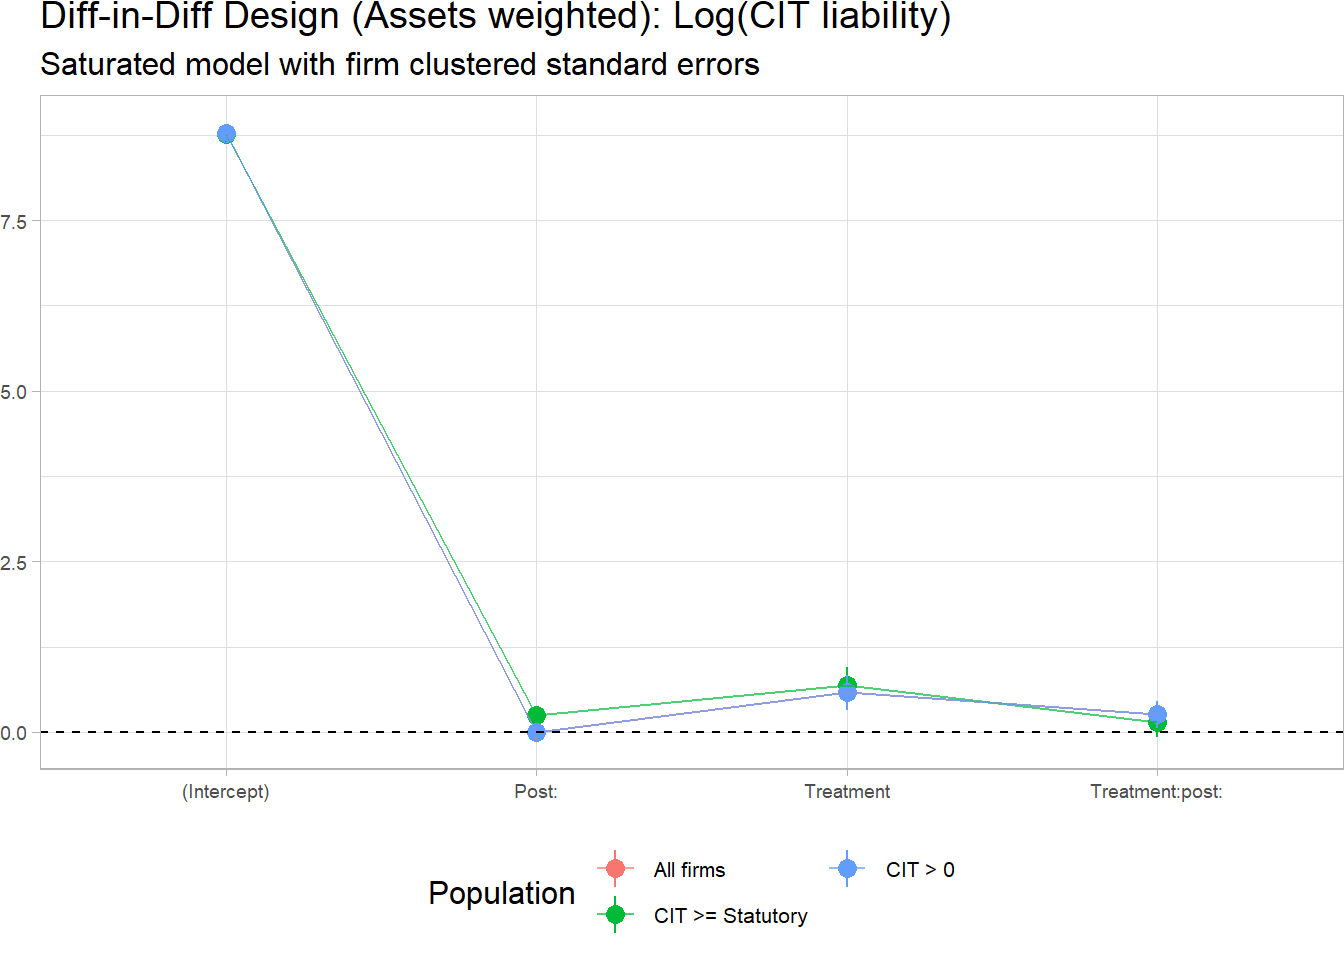 Diff-in-Diff Design (Assets weighted): Log(CIT liability)
Saturated model with firm clustered standard errors
7.5
5.0
2.5
0.0
(Intercept) Post: Treatment Treatment:post:
Population
All firms
CIT >= Statutory
CIT > 0